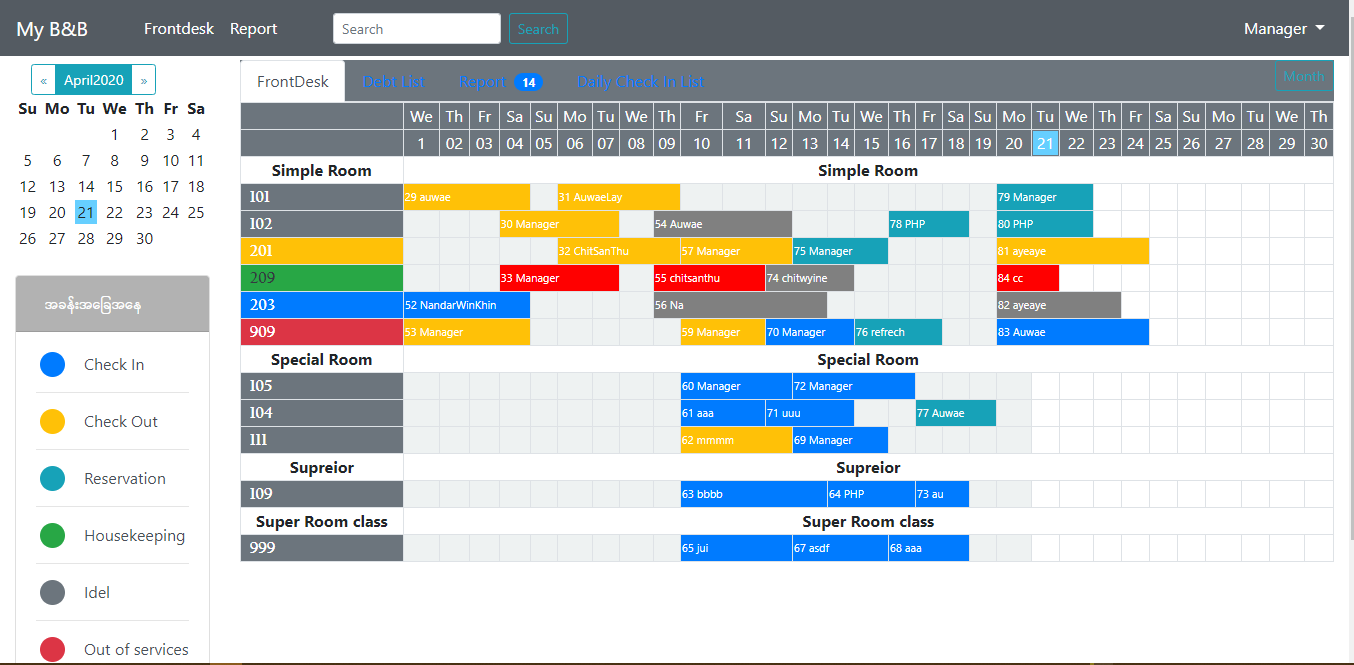 My B&B Frontdesk Report Search Search Manager
« April2020 »
Su Mo Tu We Th Fr Sa
1 2 3 4
5 6 7 8 9 10 11
12 13 14 15 16 17 18
19 20 21 22 23 24 25
26 27 28 29 30
အခန်းအခြေအနေ
Check In
Check Out
Reservation
Housekeeping
Idel
Out of services
FrontDesk Debt List Report 14 Daily Check In List Month
We Th Fr Sa Su Mo Tu We Th Fr Sa Su Mo Tu We Th Fr Sa Su Mo Tu We Th Fr Sa Su Mo Tu We Th
1 02 03 04 05 06 07 08 09 10 11 12 13 14 15 16 17 18 19 20 21 22 23 24 25 26 27 28 29 30
Simple Room Simple Room
101 29 auwae 31 AuwaeLay 79 Manager
102 30 Manager 54 Auwae 78 PHP 80 PHP
201 32 ChitSanThu 57 Manager 75 Manager 81 ayeaye
209 33 Manager 55 chitsanthu 74 chitwyine 84 cc
203 52 NandarWinKhin 56 Na 82 ayeaye
909 53 Manager 59 Manager 70 Manager 76 refrech 83 Auwae
Special Room Special Room
105 60 Manager 72 Manager
104 61 aaa 71 uuu 77 Auwae
111 62 mmmm 69 Manager
Supreior Supreior
109 63 bbbb 64 PHP 73 au
Super Room class Super Room class
999 65 jui 67 asdf 68 aaa